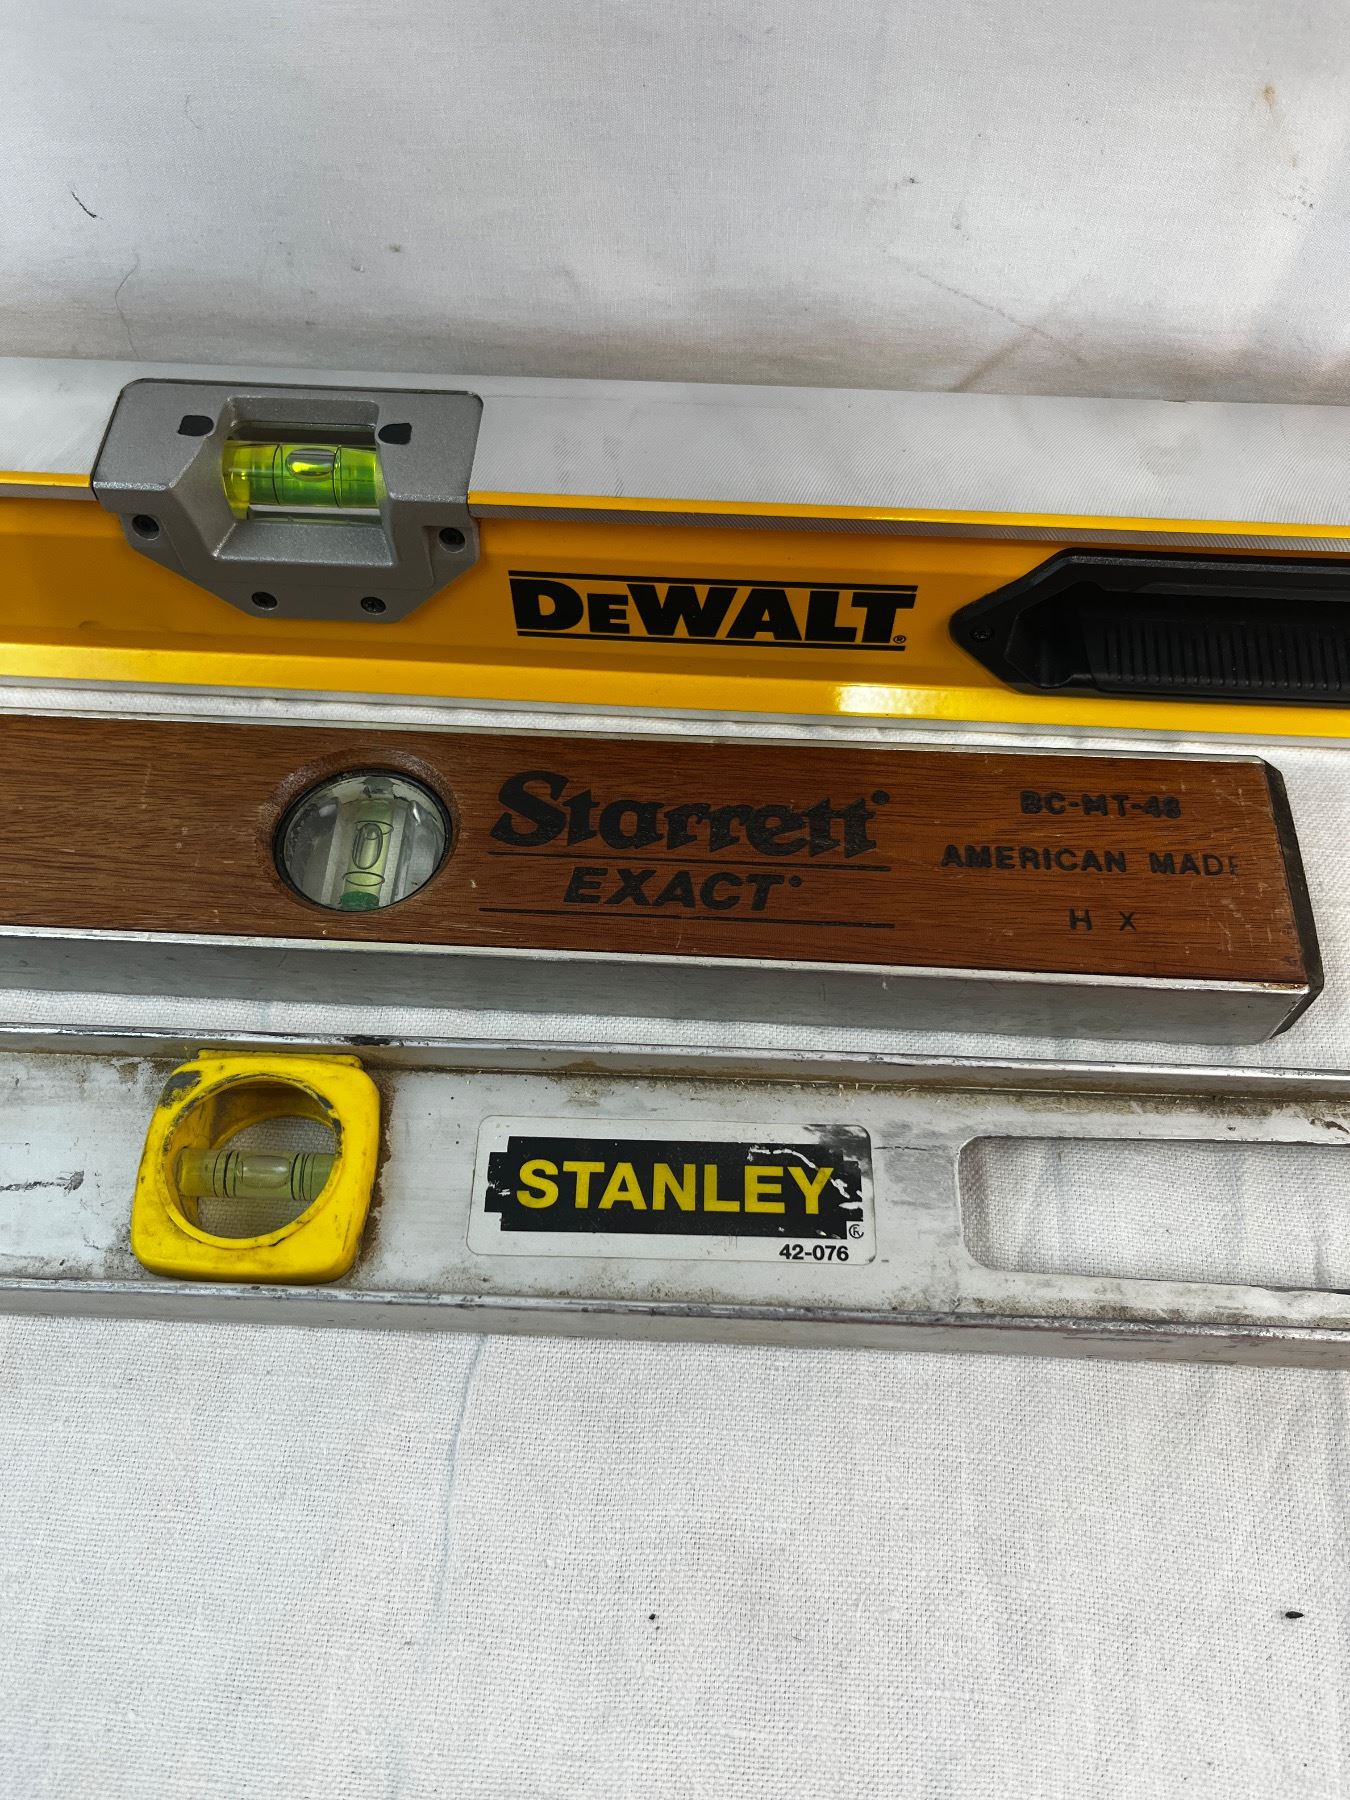 DEWALT®
Starrett®
EXACT®
BC-MT-48
AMERICAN MADE
H X
STANLEY
®
42-076